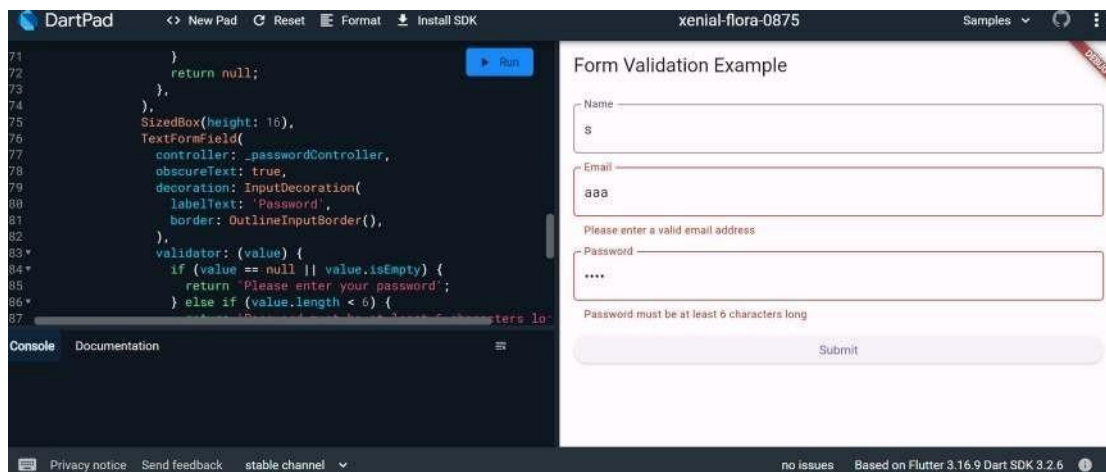 DartPad
<> New Pad
Reset
Format
Install SDK
xenial-flora-0875
Samples
71 }
72 return null;
73 },
74 ),
75 SizedBox(height: 16),
76 TextFormField(
77 controller: _passwordController,
78 obscureText: true,
79 decoration: InputDecoration(
80 labelText: 'Password',
81 border: OutlineInputBorder(),
82 ),
83 validator: (value) {
84 if (value == null || value.isEmpty) {
85 return 'Please enter your password';
86 } else if (value.length < 6) {
87
Run
Console
Documentation
Form Validation Example
DEBUG
Name
s
Email
aaa
Please enter a valid email address
Password
••••
Password must be at least 6 characters long
Submit
Privacy notice
Send feedback
stable channel
no issues
Based on Flutter 3.16.9 Dart SDK 3.2.6